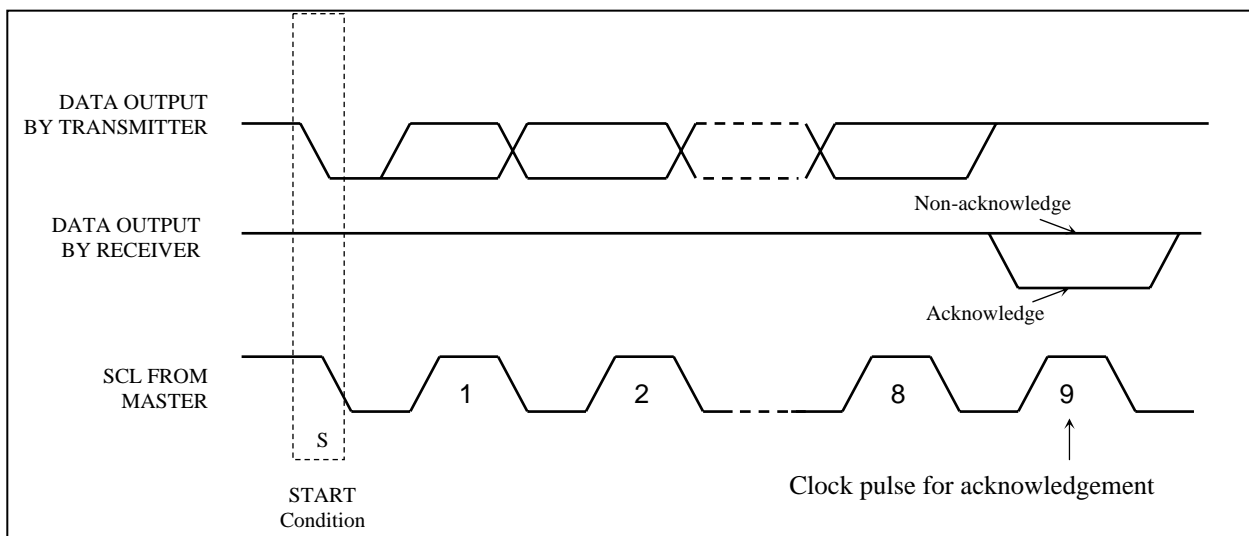 DATA OUTPUT
BY TRANSMITTER
Non-acknowledge
DATA OUTPUT
BY RECEIVER
Acknowledge
SCL FROM
MASTER
1
2
8
9
S
START
Condition
Clock pulse for acknowledgement